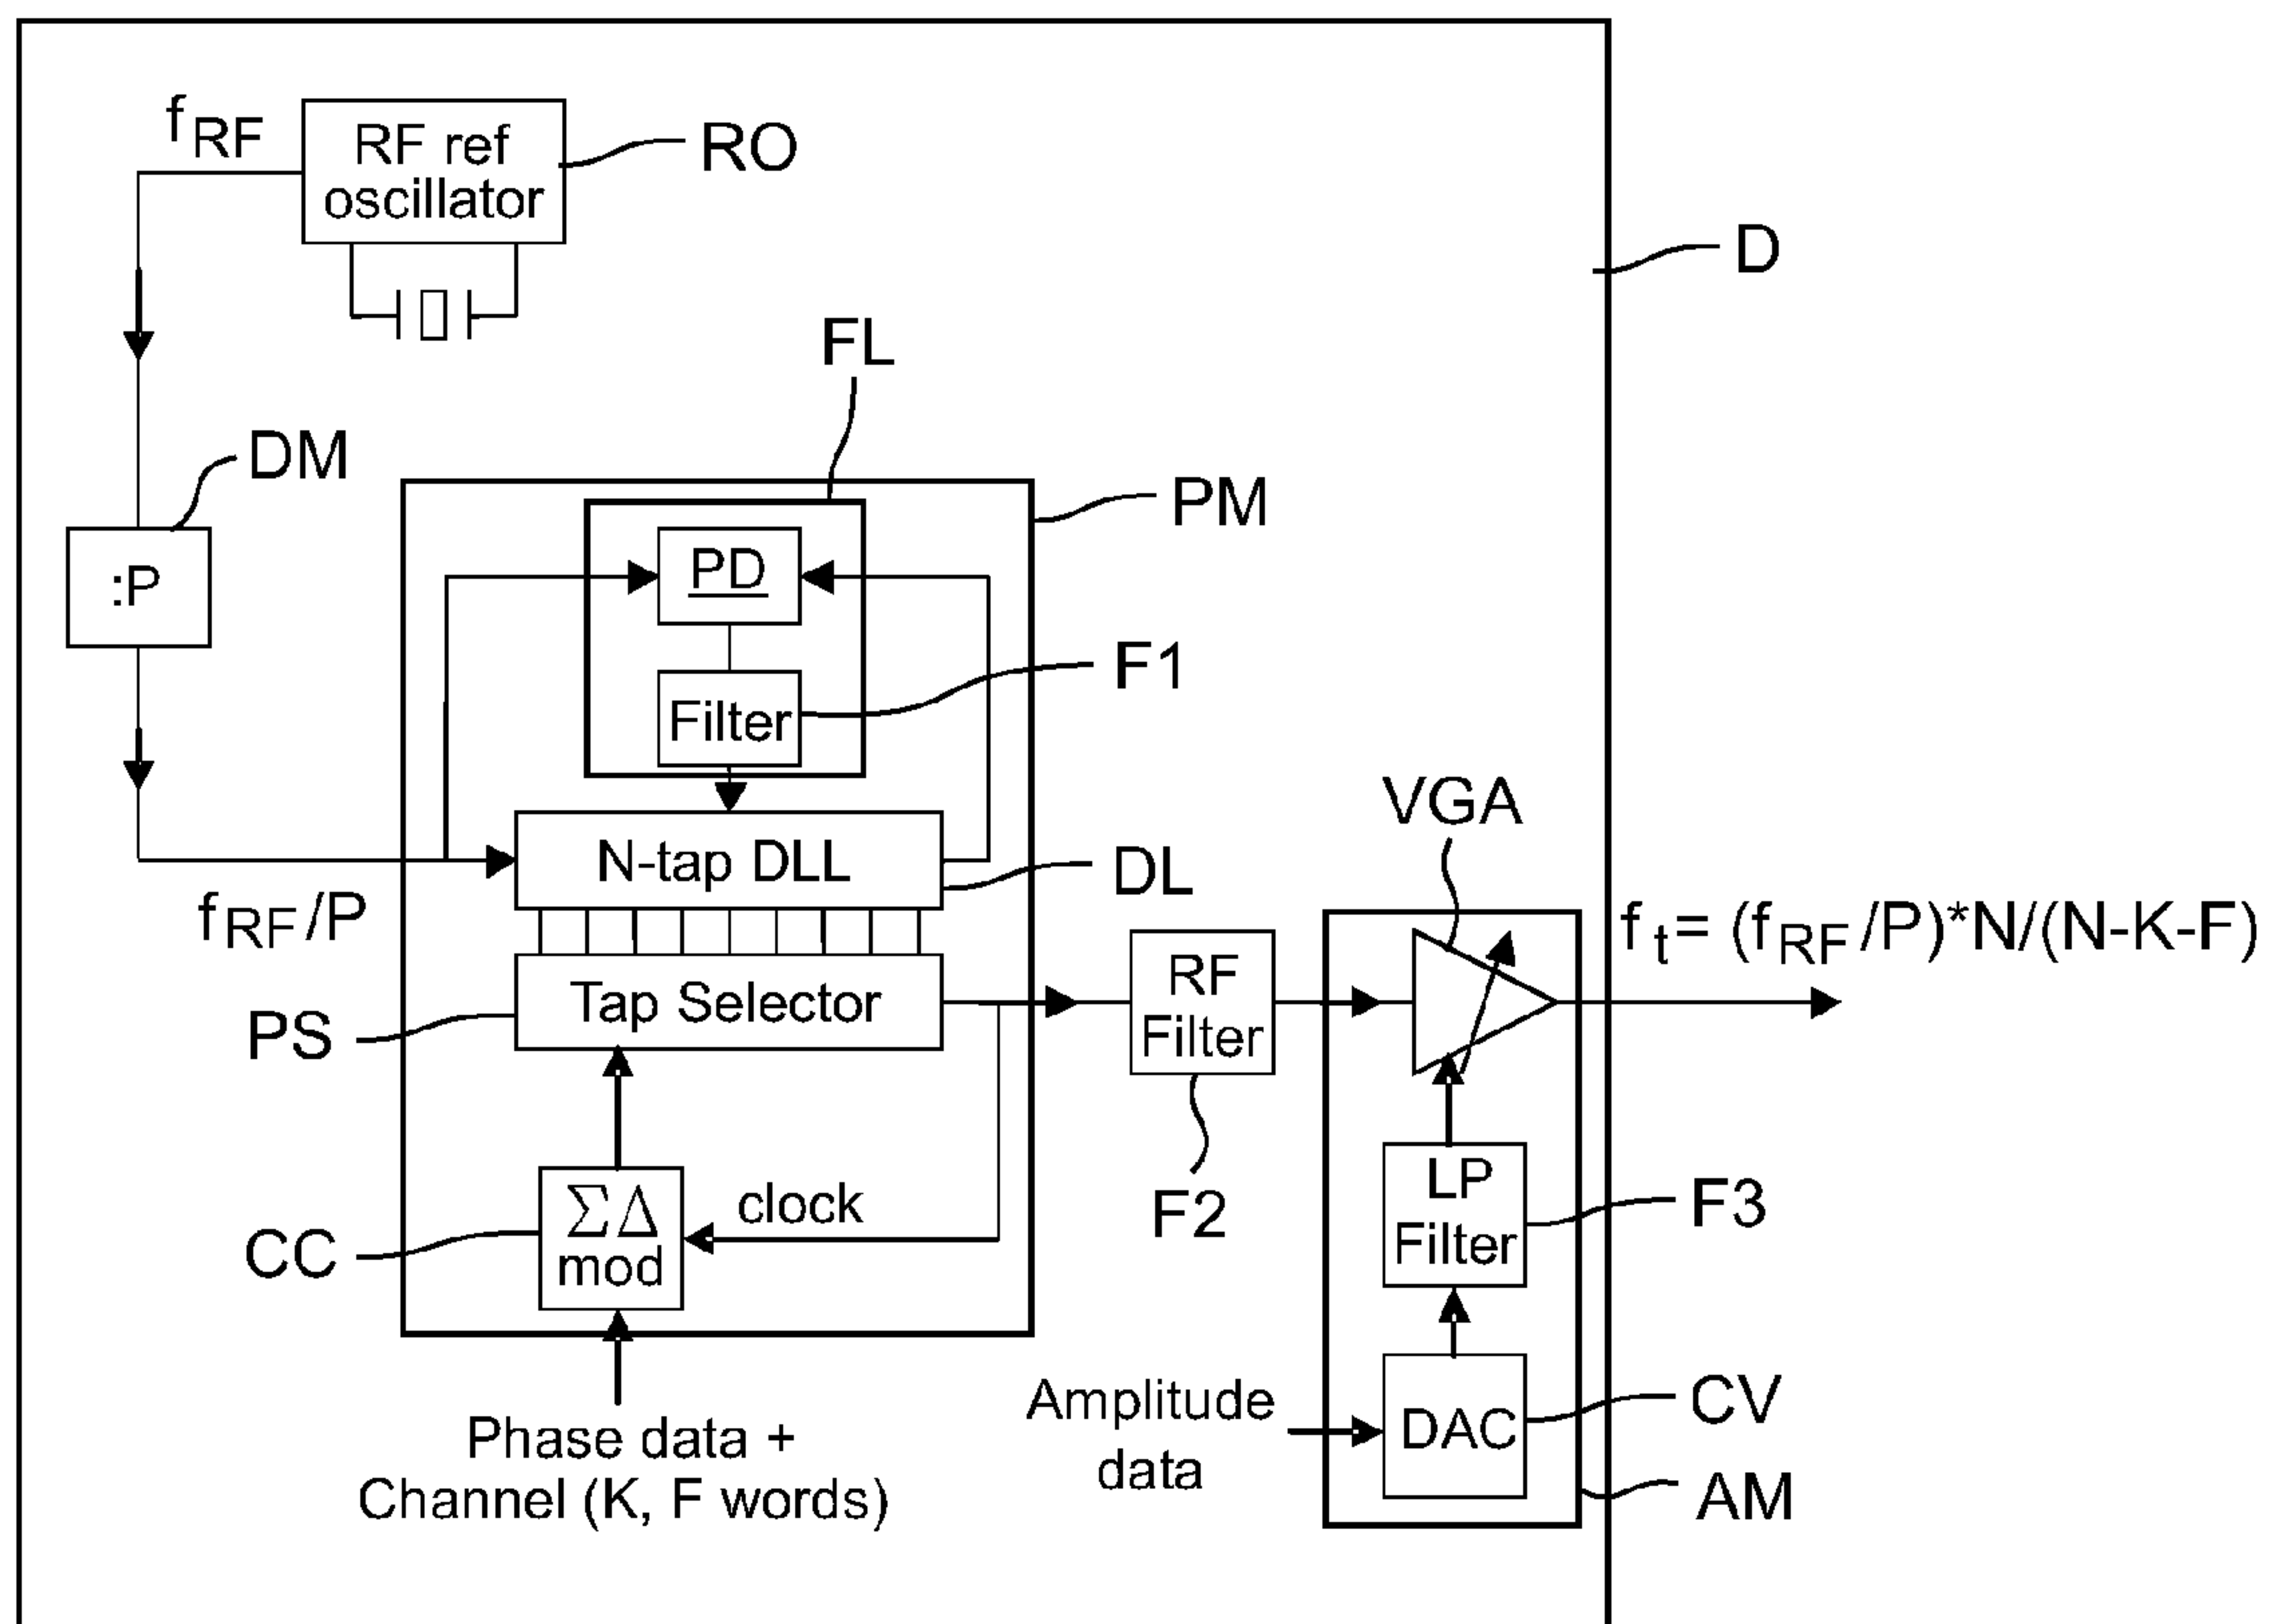 fRF
RF ref
oscillator
RO
D
FL
DM
PM
:P
PD
F1
Filter
VGA
N-tap DLL
DL
fRF/P
ft= (fRF/P)*N/(N-K-F)
RF
Filter
Tap Selector
PS
LP
Filter
F3
F2
ΣΔ
mod
clock
CC
Amplitude
data
DAC
CV
Phase data +
Channel (K, F words)
AM